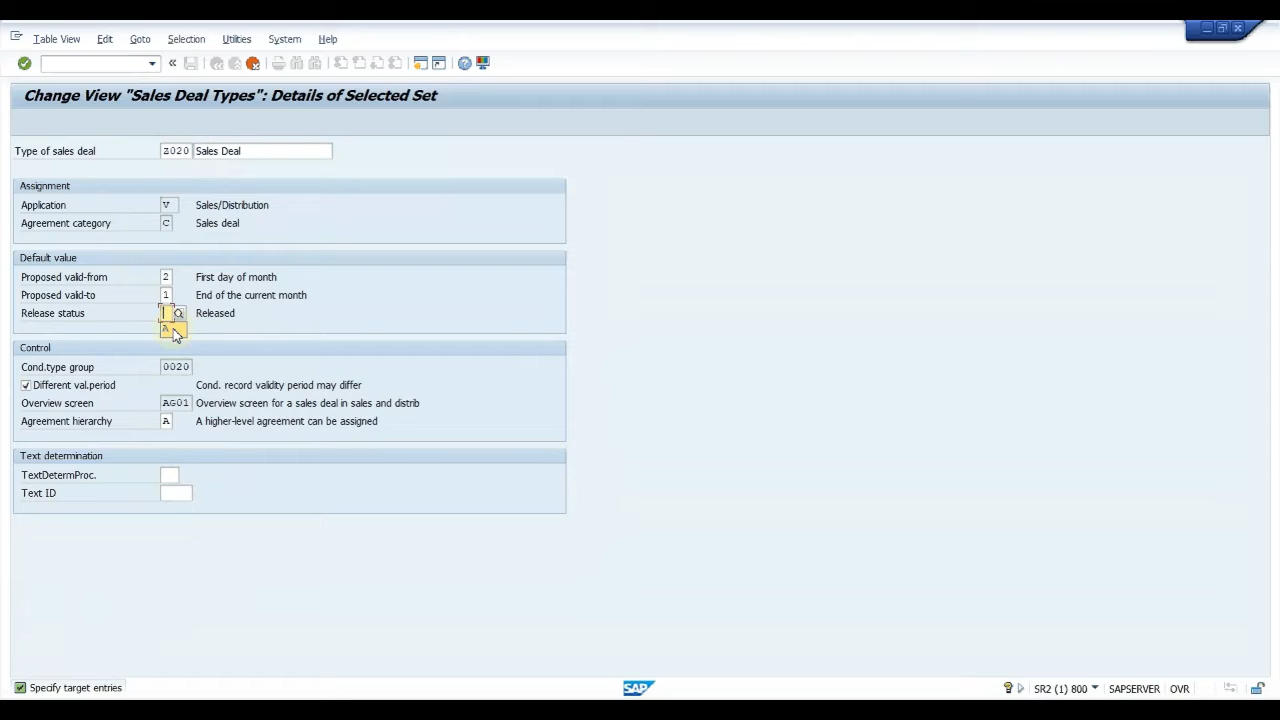 Table View Edit Goto Selection Utilities System Help
Change View "Sales Deal Types": Details of Selected Set
Type of sales deal Z020 Sales Deal
Assignment
Application V Sales/Distribution
Agreement category C Sales deal
Default value
Proposed valid-from 2 First day of month
Proposed valid-to 1 End of the current month
Release status Released
A
Control
Cond.type group 0020
Different val.period Cond. record validity period may differ
Overview screen AG01 Overview screen for a sales deal in sales and distrib
Agreement hierarchy A A higher-level agreement can be assigned
Text determination
TextDetermProc.
Text ID
Specify target entries SAP SR2 (1) 800 SAPSERVER OVR